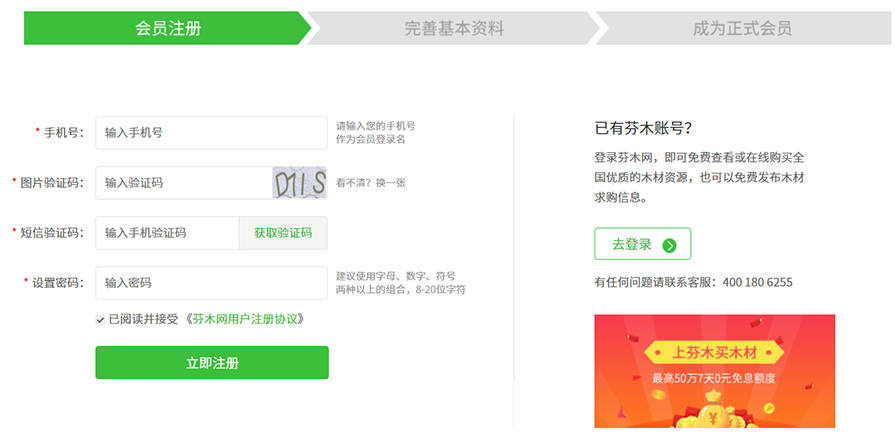 会员注册
完善基本资料
成为正式会员
* 手机号：
输入手机号
请输入您的手机号
作为会员登录名
* 图片验证码：
输入验证码
D11S
看不清？换一张
* 短信验证码：
输入手机验证码
获取验证码
* 设置密码：
输入密码
建议使用字母、数字、符号
两种以上的组合，8-20位字符
已阅读并接受 《芬木网用户注册协议》
立即注册
已有芬木账号？
登录芬木网，即可免费查看或在线购买全
国优质的木材资源，也可以免费发布木材
求购信息。
去登录
有任何问题请联系客服：400 180 6255
上芬木买木材
最高50万7天0元免息额度